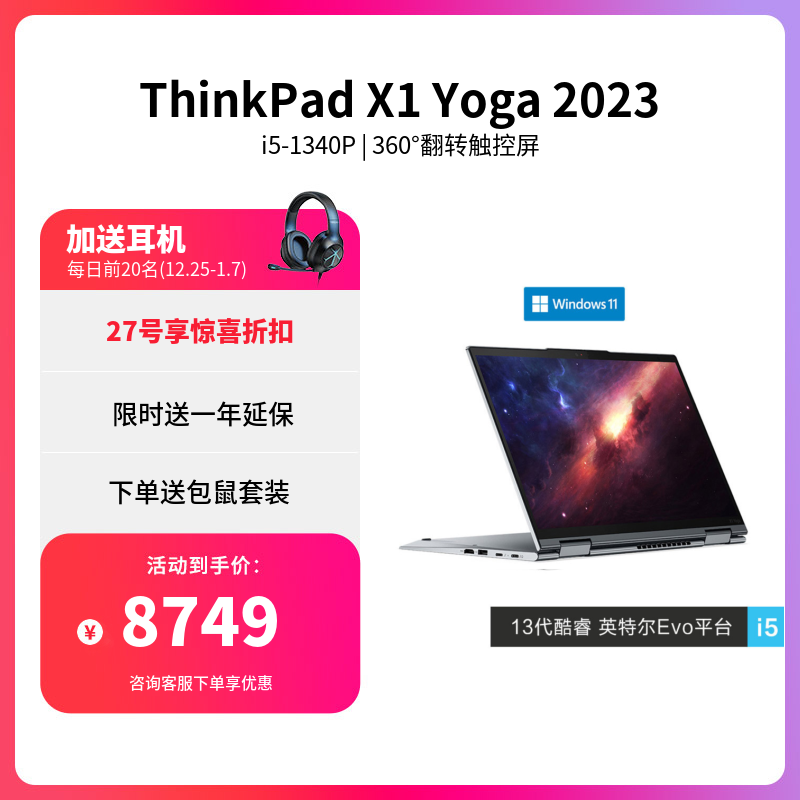 ThinkPad X1 Yoga 2023
i5-1340P | 360°翻转触控屏
加送耳机
每日前20名(12.25-1.7)
27号享惊喜折扣
限时送一年延保
下单送包鼠套装
活动到手价：
¥ 8749
咨询客服下单享优惠
Windows 11
13代酷睿 英特尔Evo平台 i5